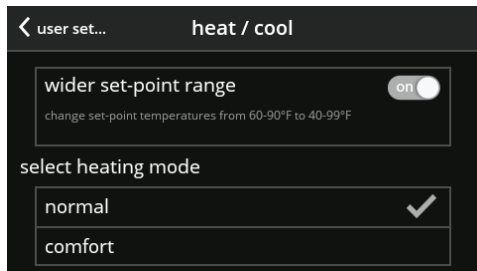 user set...
heat / cool
wider set-point range
on
change set-point temperatures from 60-90°F to 40-99°F
select heating mode
normal
comfort